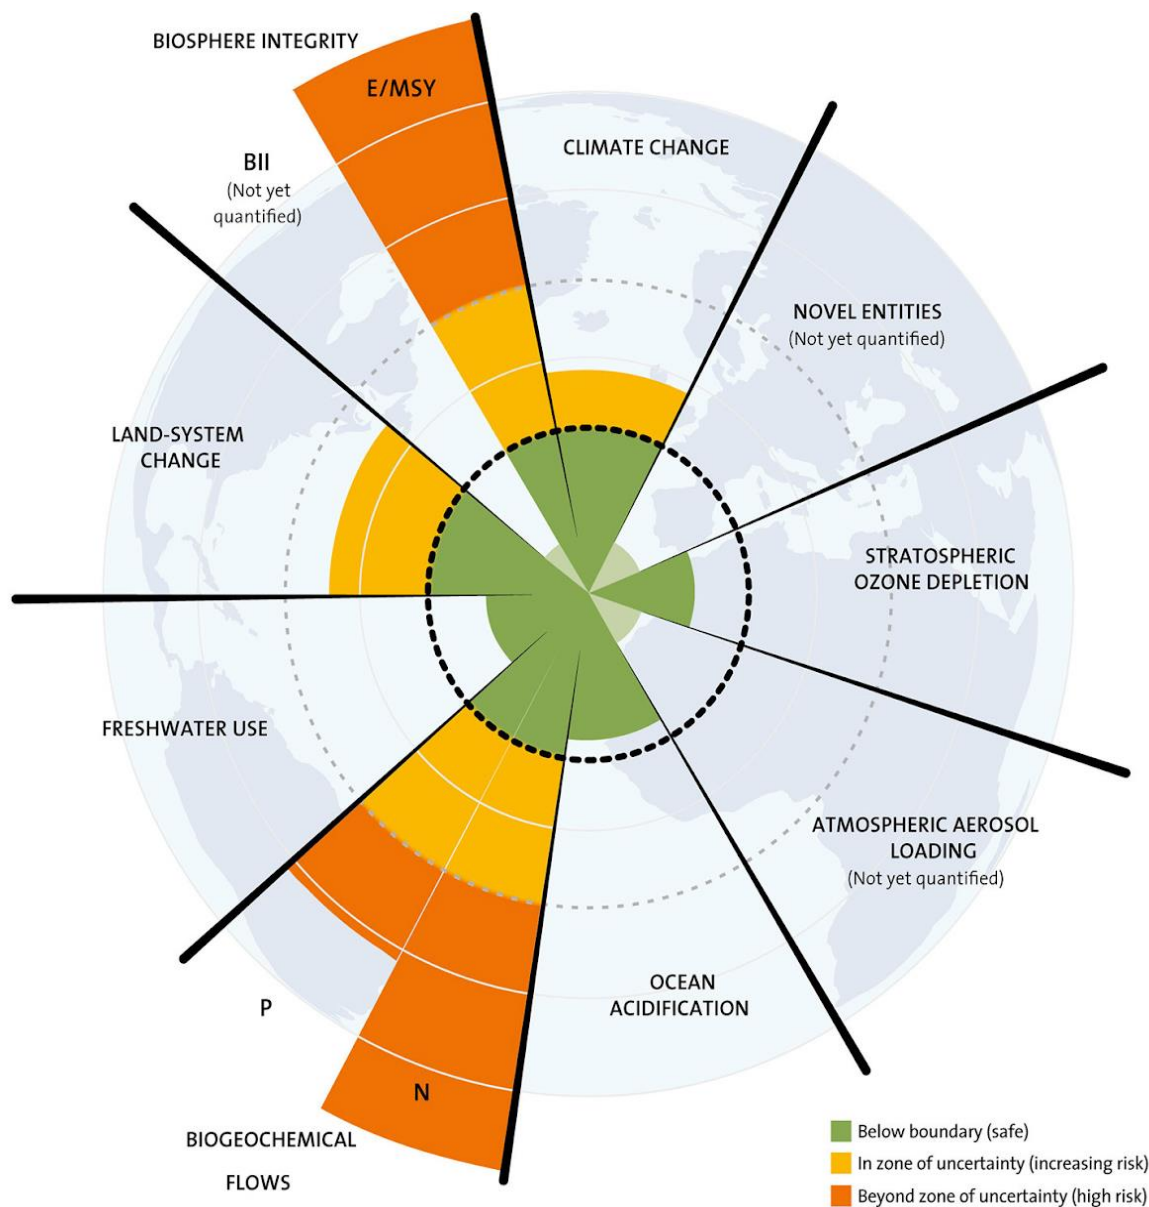 BIOSPHERE INTEGRITY
E/MSY
BII
(Not yet
quantified)
CLIMATE CHANGE
NOVEL ENTITIES
(Not yet quantified)
LAND-SYSTEM
CHANGE
STRATOSPHERIC
OZONE DEPLETION
FRESHWATER USE
ATMOSPHERIC AEROSOL
LOADING
(Not yet quantified)
OCEAN
ACIDIFICATION
P
N
BIOGEOCHEMICAL
FLOWS
Below boundary (safe)
In zone of uncertainty (increasing risk)
Beyond zone of uncertainty (high risk)